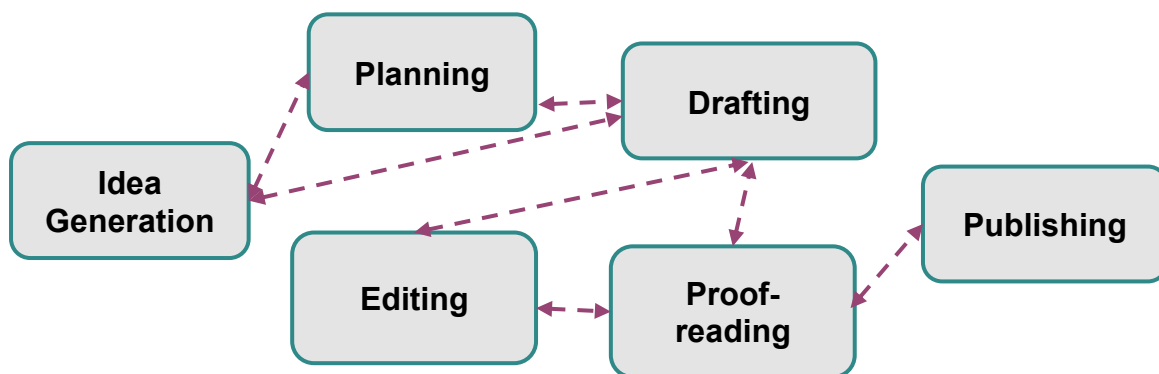 Planning
Drafting
Idea
Generation
Publishing
Editing
Proof-
reading